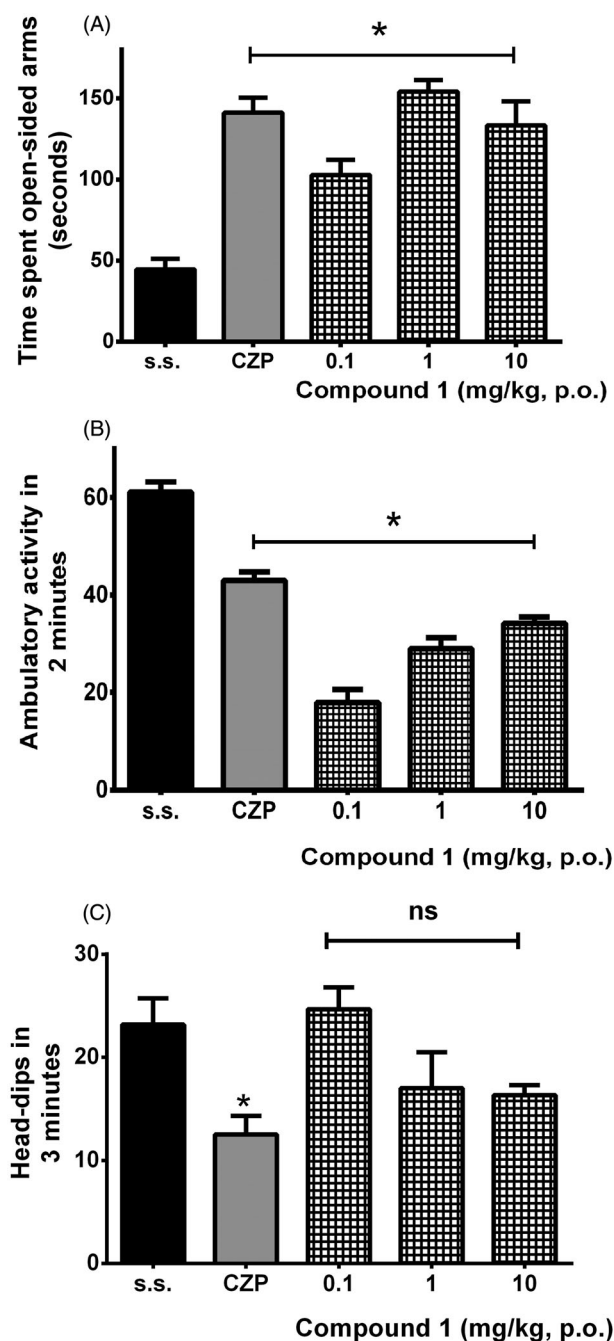 (A)
*
Time spent open-sided arms
(seconds)
150
100
50
0
s.s. CZP 0.1 1 10
Compound 1 (mg/kg, p.o.)
(B)
*
Ambulatory activity in
2 minutes
60
40
20
0
s.s. CZP 0.1 1 10
Compound 1 (mg/kg, p.o.)
(C)
ns
Head-dips in
3 minutes
30
20
10
0
*
s.s. CZP 0.1 1 10
Compound 1 (mg/kg, p.o.)